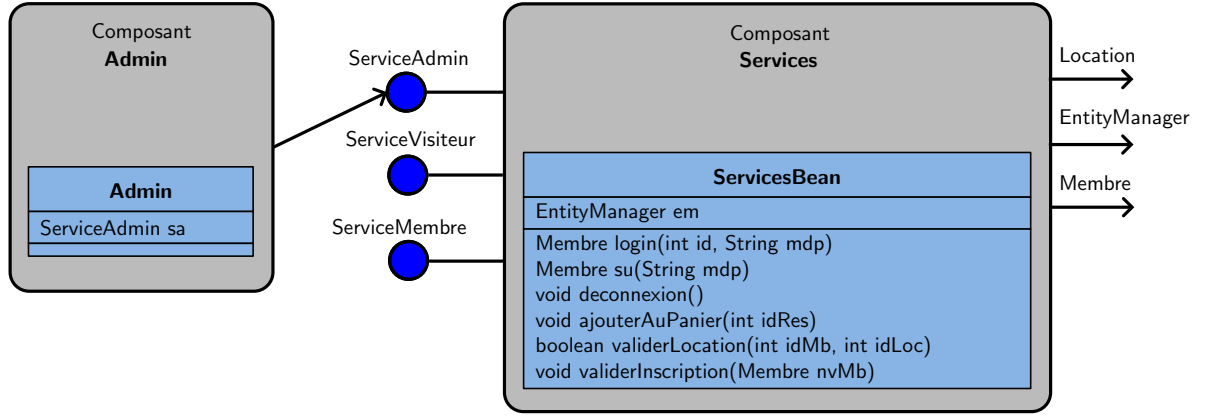 Composant
Admin
Admin
ServiceAdmin sa
ServiceAdmin
ServiceVisiteur
ServiceMembre
Composant
Services
ServicesBean
EntityManager em
Membre login(int id, String mdp)
Membre su(String mdp)
void deconnexion()
void ajouterAuPanier(int idRes)
boolean validerLocation(int idMb, int idLoc)
void validerInscription(Membre nvMb)
Location
EntityManager
Membre